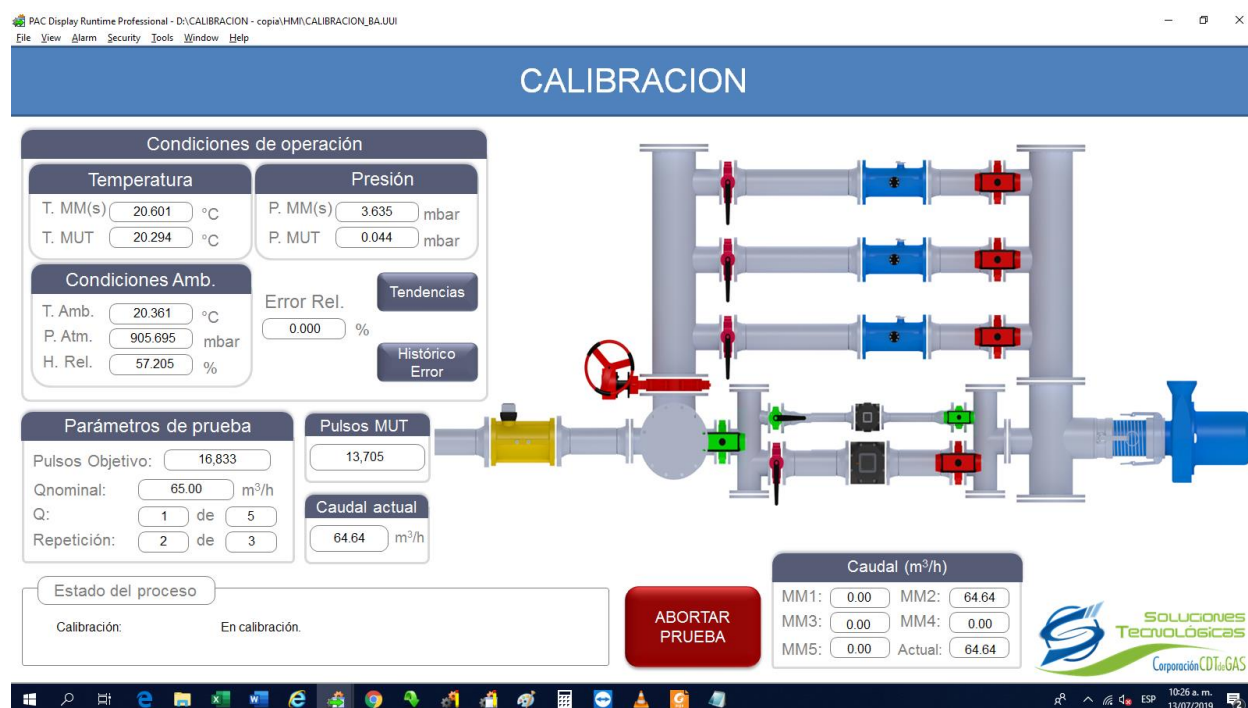 PAC Display Runtime Professional - D:\CALIBRACION - copia\HMI\CALIBRACION_BA.UUI
File View Alarm Security Tools Window Help
CALIBRACION
Condiciones de operación
Temperatura
T. MM(s) 20.601 °C
T. MUT 20.294 °C
Presión
P. MM(s) 3.635 mbar
P. MUT 0.044 mbar
Condiciones Amb.
T. Amb. 20.361 °C
P. Atm. 905.695 mbar
H. Rel. 57.205 %
Error Rel.
0.000 %
Tendencias
Histórico
Error
Parámetros de prueba
Pulsos Objetivo: 16,833
Qnominal: 65.00 m³/h
Q: 1 de 5
Repetición: 2 de 3
Pulsos MUT
13,705
Caudal actual
64.64 m³/h
Estado del proceso
Calibración: En calibración.
ABORTAR
PRUEBA
Caudal (m³/h)
MM1: 0.00 MM2: 64.64
MM3: 0.00 MM4: 0.00
MM5: 0.00 Actual: 64.64
Soluciones
Tecnológicas
Corporación CDT de GAS
ESP
10:26 a. m.
13/07/2019